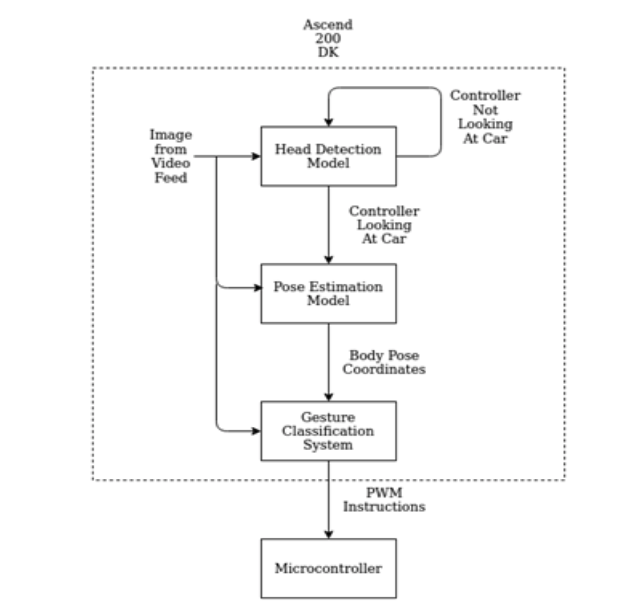 Ascend
200
DK
Controller
Not
Looking
At Car
Image
from
Video
Feed
Head Detection
Model
Controller
Looking
At Car
Pose Estimation
Model
Body Pose
Coordinates
Gesture
Classification
System
PWM
Instructions
Microcontroller